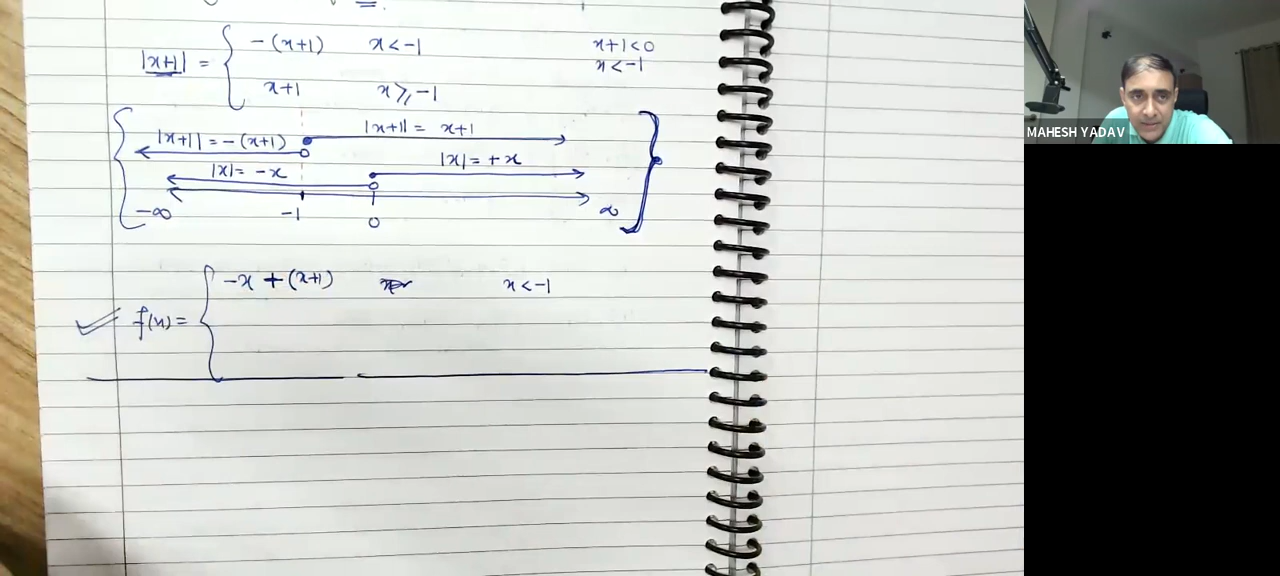 |x+1| = { -(x+1) x < -1 x+1 < 0
x < -1
x+1 x ⩾ -1
|x+1| = x+1
|x+1| = -(x+1)
|x| = +x
|x| = -x
-∞ -1 0 ∞
-x + (x+1) x < -1
f(x) = {
MAHESH YADAV